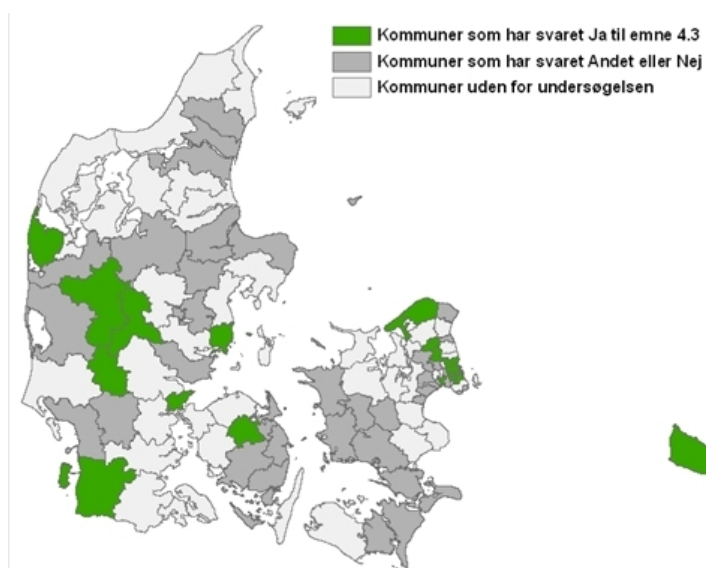 Kommuner som har svaret Ja til emne 4.3
Kommuner som har svaret Andet eller Nej
Kommuner uden for undersøgelsen